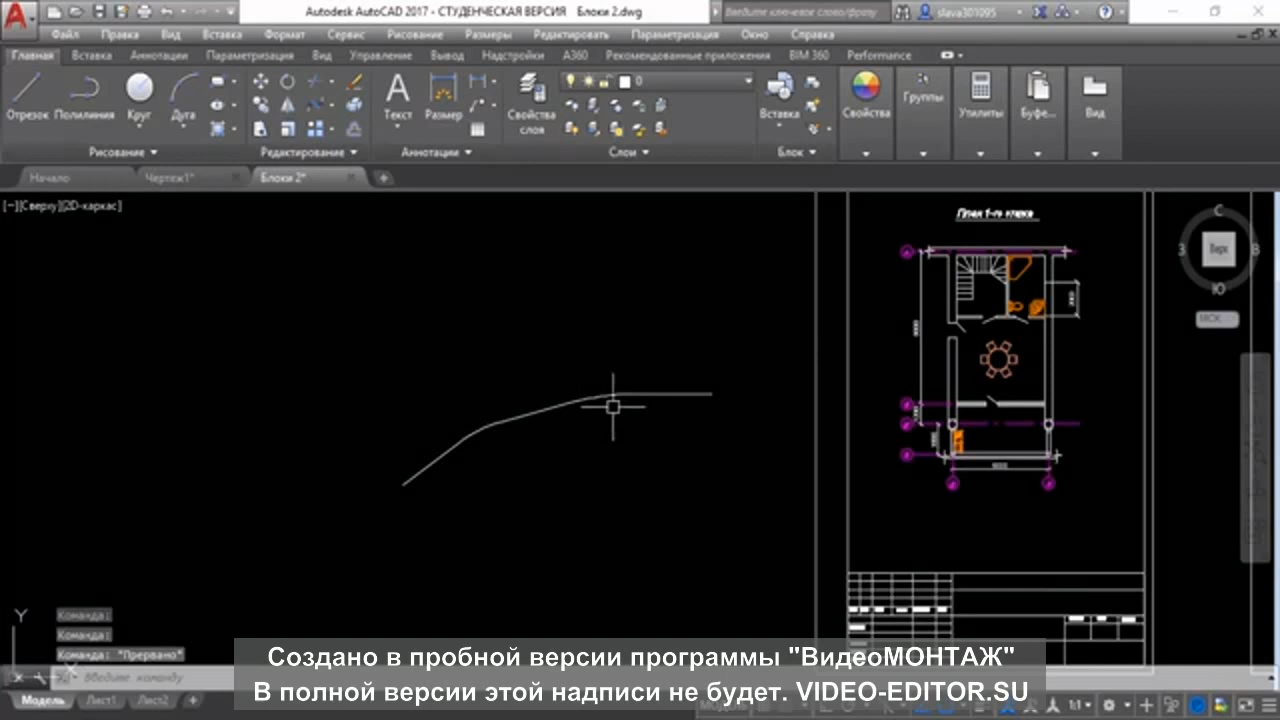 Autodesk AutoCAD 2017 - СТУДЕНЧЕСКАЯ ВЕРСИЯ Блоки 2.dwg
Введите ключевое слово/фразу
slava301095
Файл Правка Вид Вставка Формат Сервис Рисование Размеры Редактировать Параметризация Окно Справка
Главная Вставка Аннотации Параметризация Вид Управление Вывод Надстройки A360 Рекомендованные приложения BIM 360 Performance
0
Отрезок Полилиния Круг Дуга Текст Размер Свойства слоя Вставка Свойства Группы Утилиты Буфе... Вид
Рисование Редактирование Аннотации Слои Блок
Начало Чертеж1* Блоки 2*
[−][Сверху][2D-каркас]
План 1-го этажа
С
З Верх В
Ю
МСК
6000
Y
Команда:
Команда:
Команда: *Прервано*
X
Введите команду
Создано в пробной версии программы "ВидеоМОНТАЖ"
В полной версии этой надписи не будет. VIDEO-EDITOR.SU
Модель Лист1 Лист2
1:1